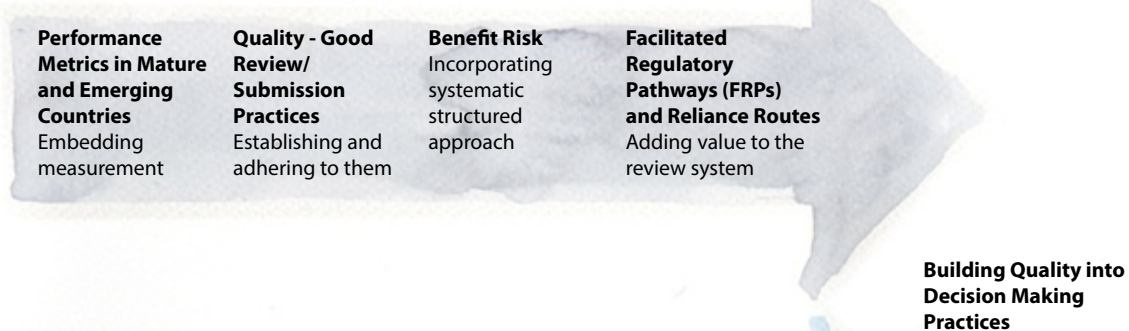 Performance
Metrics in Mature
and Emerging
Countries
Embedding
measurement
Quality - Good
Review/
Submission
Practices
Establishing and
adhering to them
Benefit Risk
Incorporating
systematic
structured
approach
Facilitated
Regulatory
Pathways (FRPs)
and Reliance Routes
Adding value to the
review system
Building Quality into
Decision Making
Practices